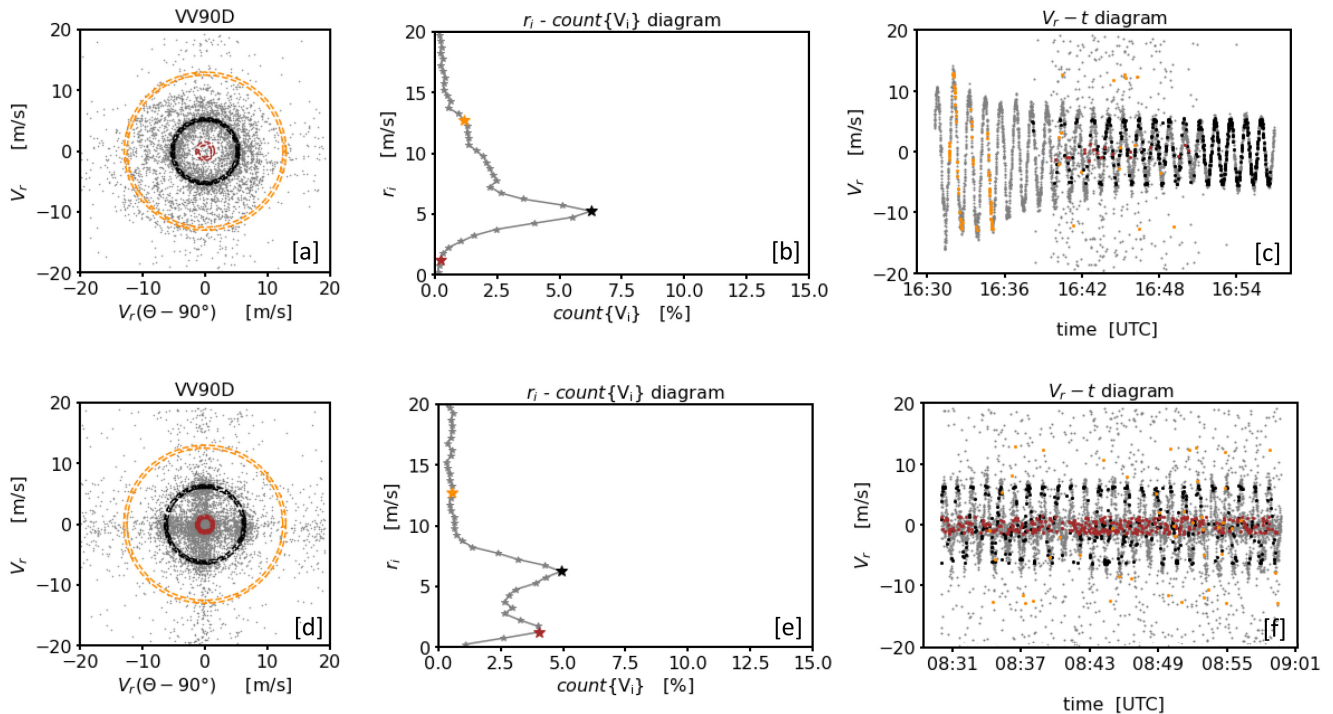 VV90D
r_i - count{V_i} diagram
V_r − t diagram
20
10
0
−10
−20
V_r [m/s]
−20 −10 0 10 20
V_r(Θ − 90°) [m/s]
[a]
20
15
10
5
0
r_i [m/s]
0.0 2.5 5.0 7.5 10.0 12.5 15.0
count{V_i} [%]
[b]
20
10
0
−10
−20
V_r [m/s]
16:30 16:36 16:42 16:48 16:54
time [UTC]
[c]
VV90D
r_i - count{V_i} diagram
V_r − t diagram
20
10
0
−10
−20
V_r [m/s]
−20 −10 0 10 20
V_r(Θ − 90°) [m/s]
[d]
20
15
10
5
0
r_i [m/s]
0.0 2.5 5.0 7.5 10.0 12.5 15.0
count{V_i} [%]
[e]
20
10
0
−10
−20
V_r [m/s]
08:31 08:37 08:43 08:49 08:55 09:01
time [UTC]
[f]